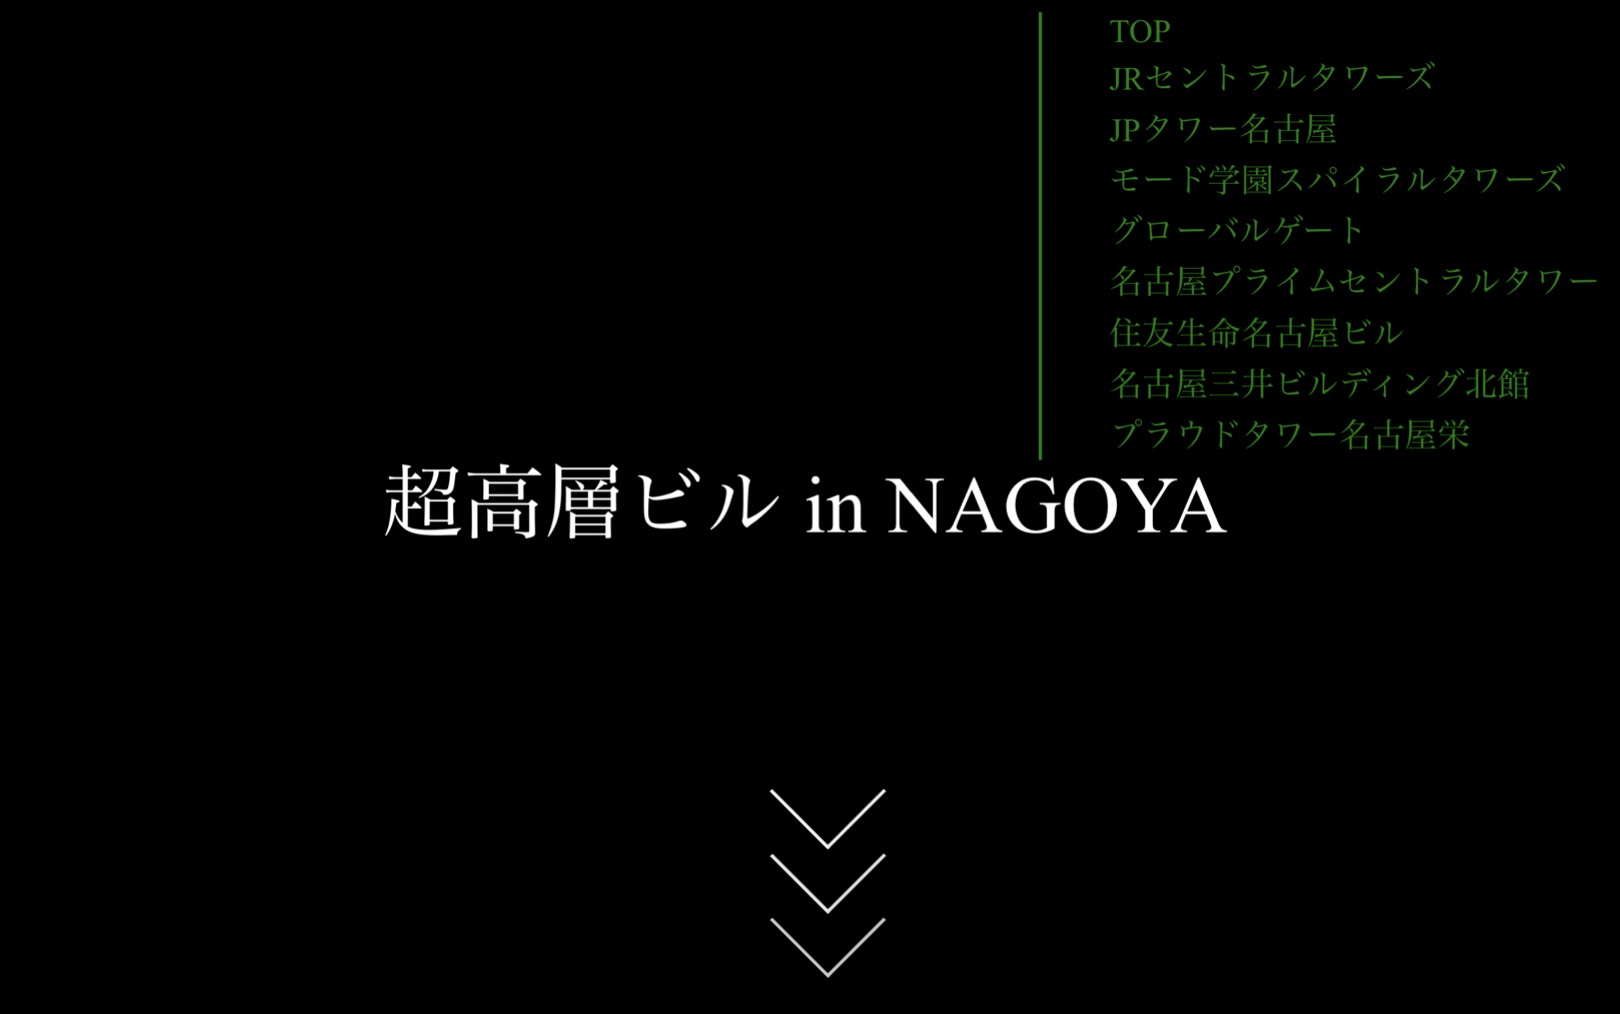 TOP
JRセントラルタワーズ
JPタワー名古屋
モード学園スパイラルタワーズ
グローバルゲート
名古屋プライムセントラルタワー
住友生命名古屋ビル
名古屋三井ビルディング北館
プラウドタワー名古屋栄
超高層ビル in NAGOYA